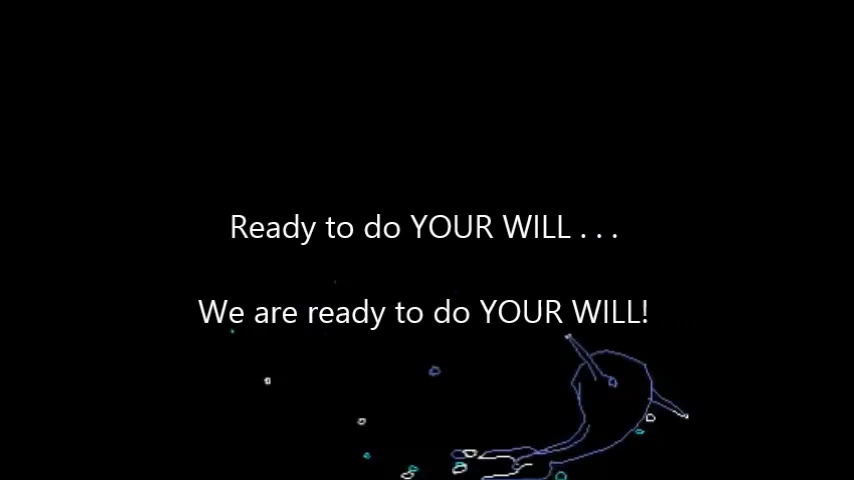 Ready to do YOUR WILL . . .
We are ready to do YOUR WILL!